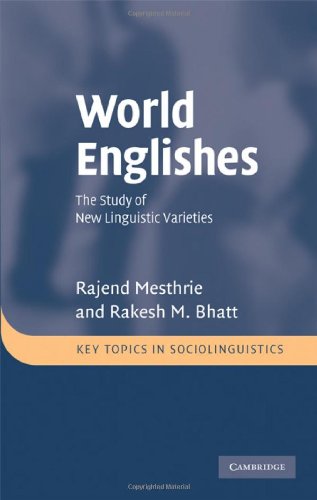 World
Englishes
The Study of
New Linguistic Varieties
Rajend Mesthrie
and Rakesh M. Bhatt
KEY TOPICS IN SOCIOLINGUISTICS
CAMBRIDGE